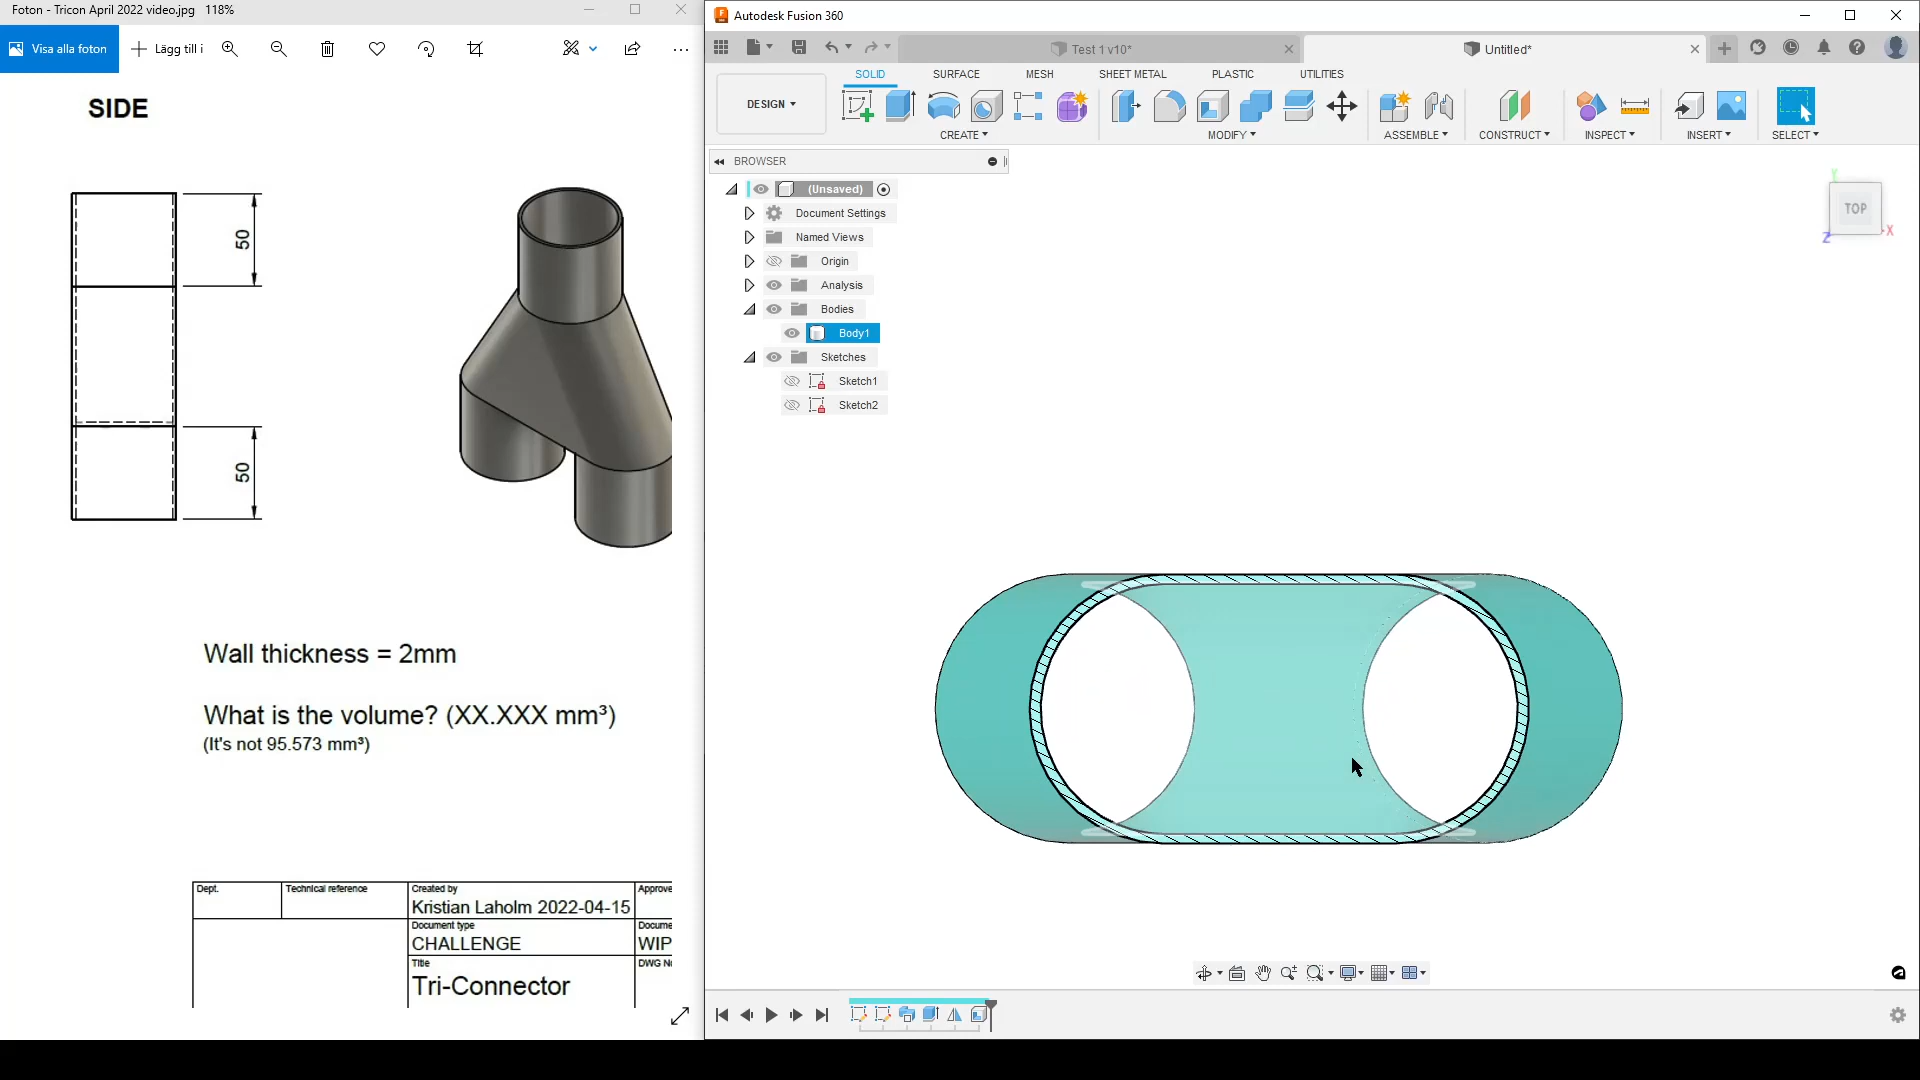 Foton - Tricon April 2022 video.jpg 118%
Visa alla foton
Lägg till i
SIDE
50
50
Wall thickness = 2mm
What is the volume? (XX.XXX mm³)
(It's not 95.573 mm³)
Dept.
Technical reference
Created by
Approve
Kristian Laholm 2022-04-15
Document type
Docume
CHALLENGE
WIP
Title
DWG N
Tri-Connector
Autodesk Fusion 360
Test 1 v10*
Untitled*
SOLID
SURFACE
MESH
SHEET METAL
PLASTIC
UTILITIES
DESIGN
CREATE
MODIFY
ASSEMBLE
CONSTRUCT
INSPECT
INSERT
SELECT
BROWSER
(Unsaved)
Document Settings
Named Views
Origin
Analysis
Bodies
Body1
Sketches
Sketch1
Sketch2
Y
TOP
Z
X